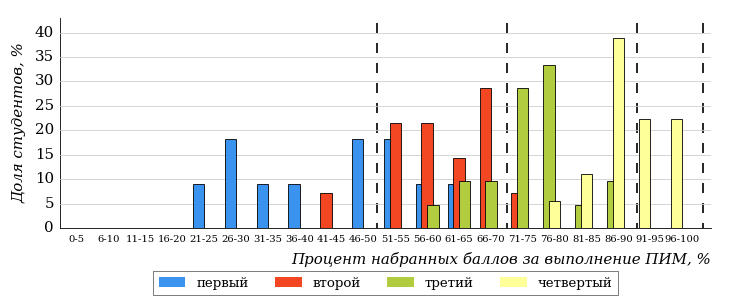 Доля студентов, %
40
35
30
25
20
15
10
5
0
0-5 6-10 11-15 16-20 21-25 26-30 31-35 36-40 41-45 46-50 51-55 56-60 61-65 66-70 71-75 76-80 81-85 86-90 91-95 96-100
Процент набранных баллов за выполнение ПИМ, %
первый второй третий четвертый